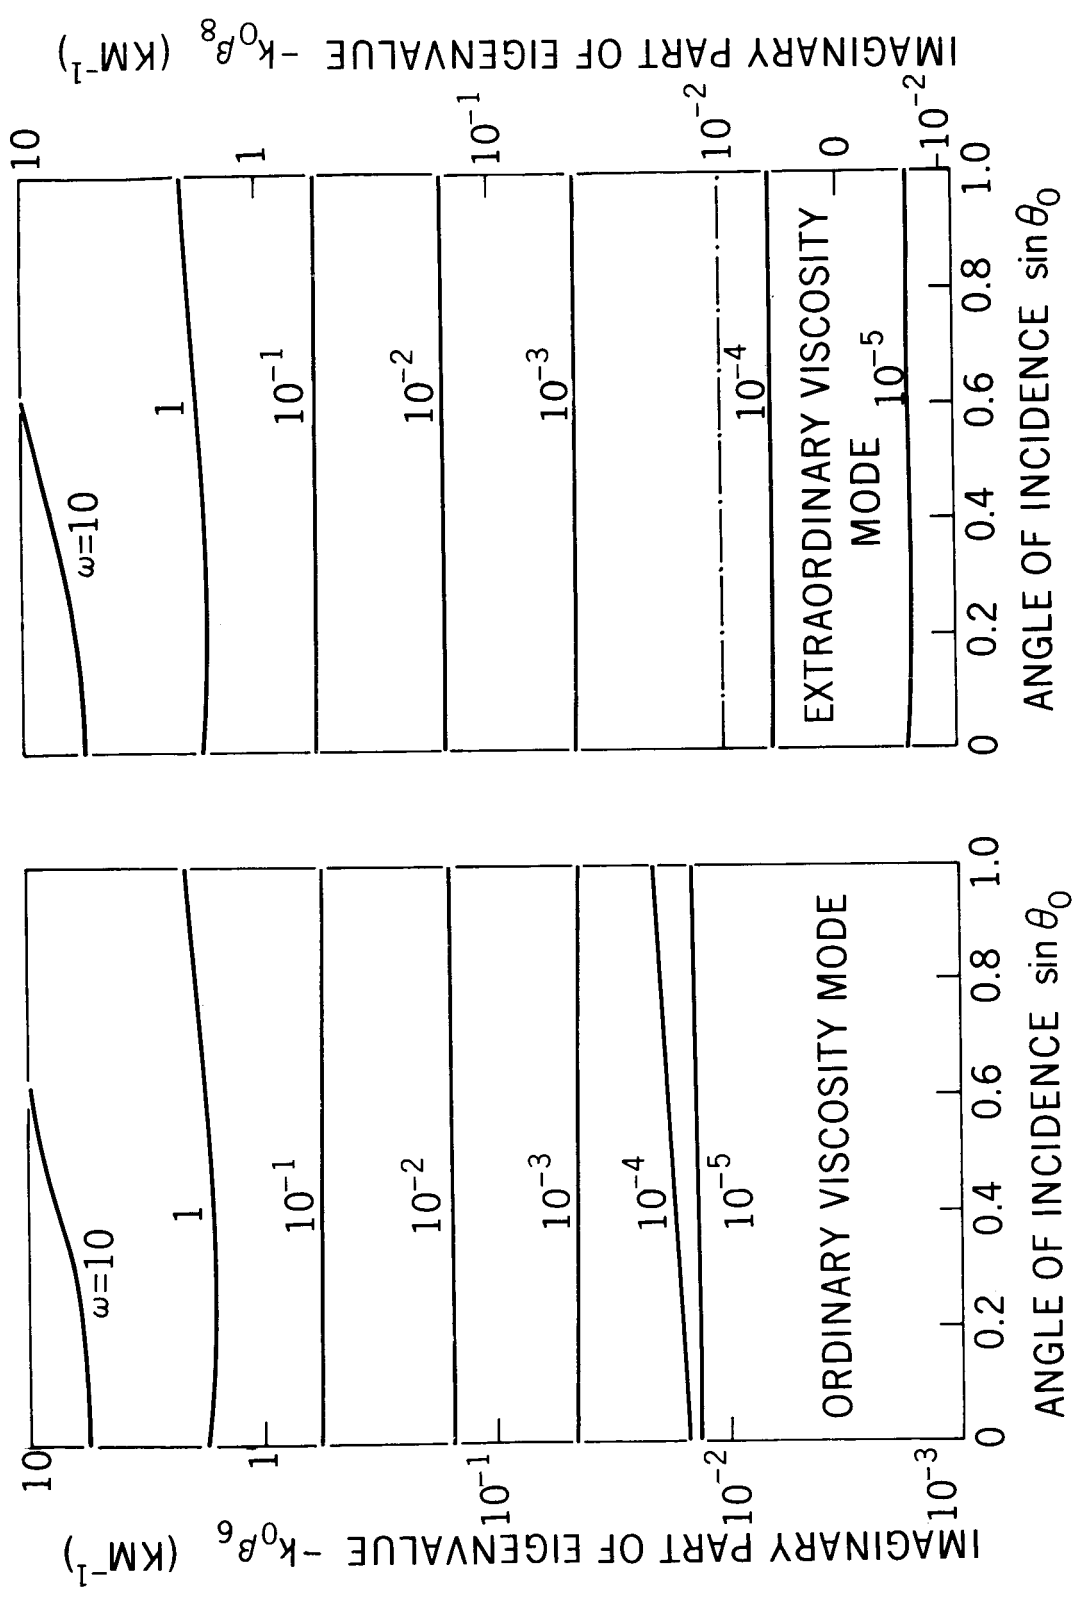 IMAGINARY PART OF EIGENVALUE -k₀β₆ (KM⁻¹)
10
1
10⁻¹
10⁻²
10⁻³
ω=10
1
10⁻¹
10⁻²
10⁻³
10⁻⁴
10⁻⁵
ORDINARY VISCOSITY MODE
0 0.2 0.4 0.6 0.8 1.0
ANGLE OF INCIDENCE sin θ₀
ω=10
1
10⁻¹
10⁻²
10⁻³
10⁻⁴
EXTRAORDINARY VISCOSITY
MODE
10⁻⁵
0 0.2 0.4 0.6 0.8 1.0
ANGLE OF INCIDENCE sin θ₀
10
1
10⁻¹
10⁻²
0
-10⁻²
IMAGINARY PART OF EIGENVALUE -k₀β₈ (KM⁻¹)